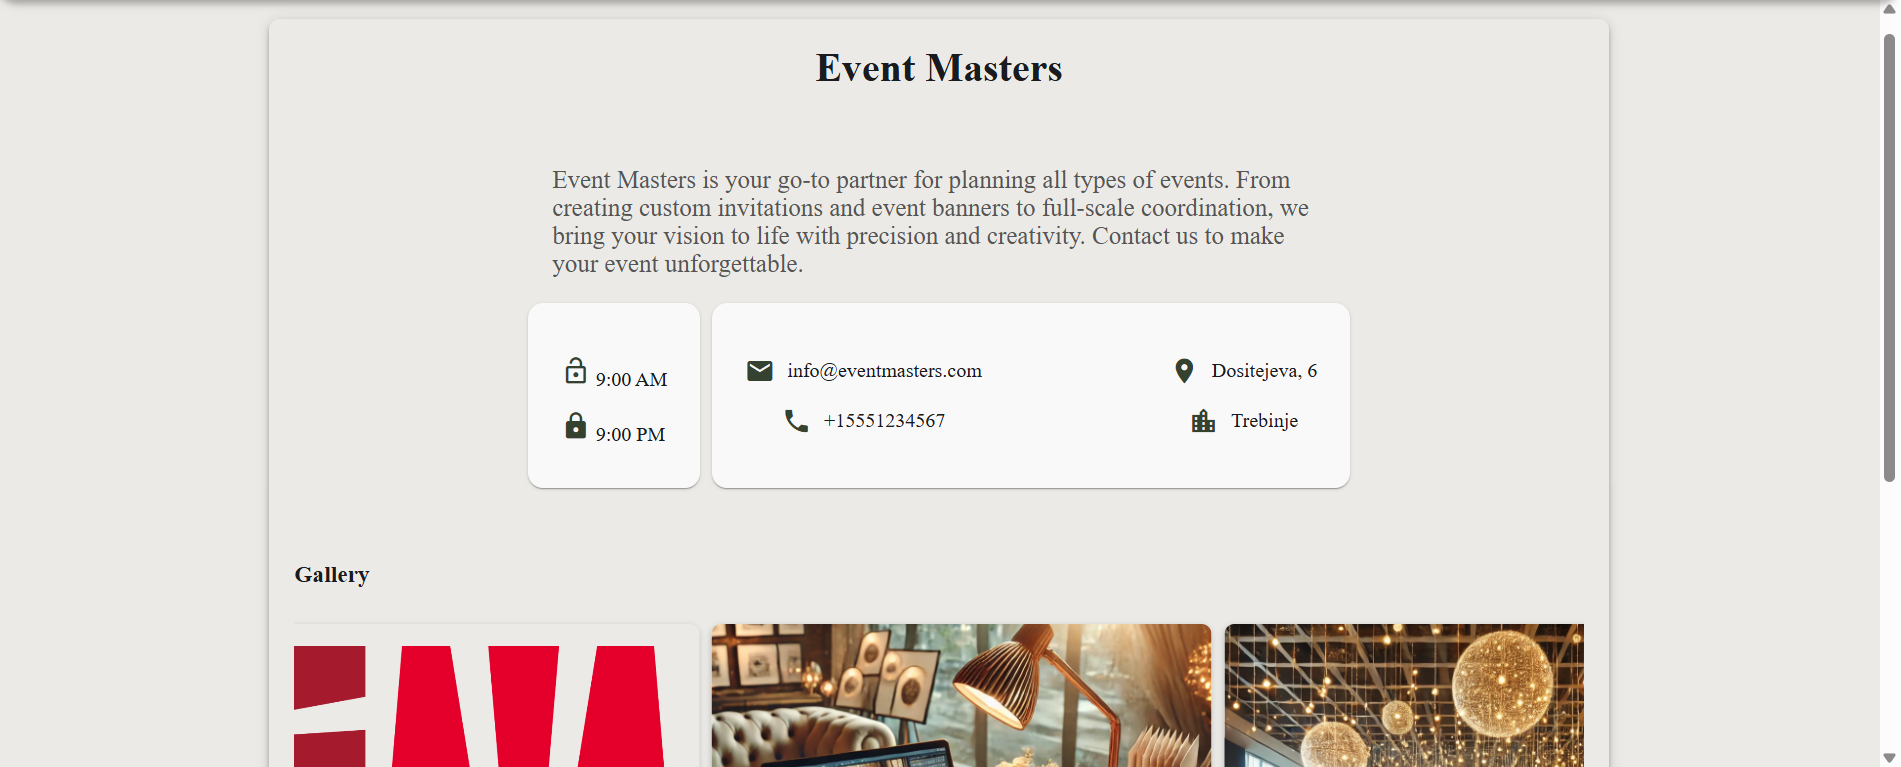 Event Masters
Event Masters is your go-to partner for planning all types of events. From
creating custom invitations and event banners to full-scale coordination, we
bring your vision to life with precision and creativity. Contact us to make
your event unforgettable.
9:00 AM
9:00 PM
info@eventmasters.com
+15551234567
Dositejeva, 6
Trebinje
Gallery